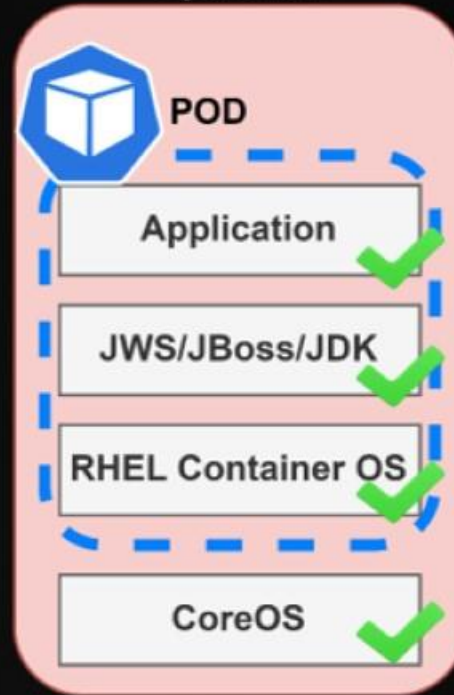 POD
Application
JWS/JBoss/JDK
RHEL Container OS
CoreOS